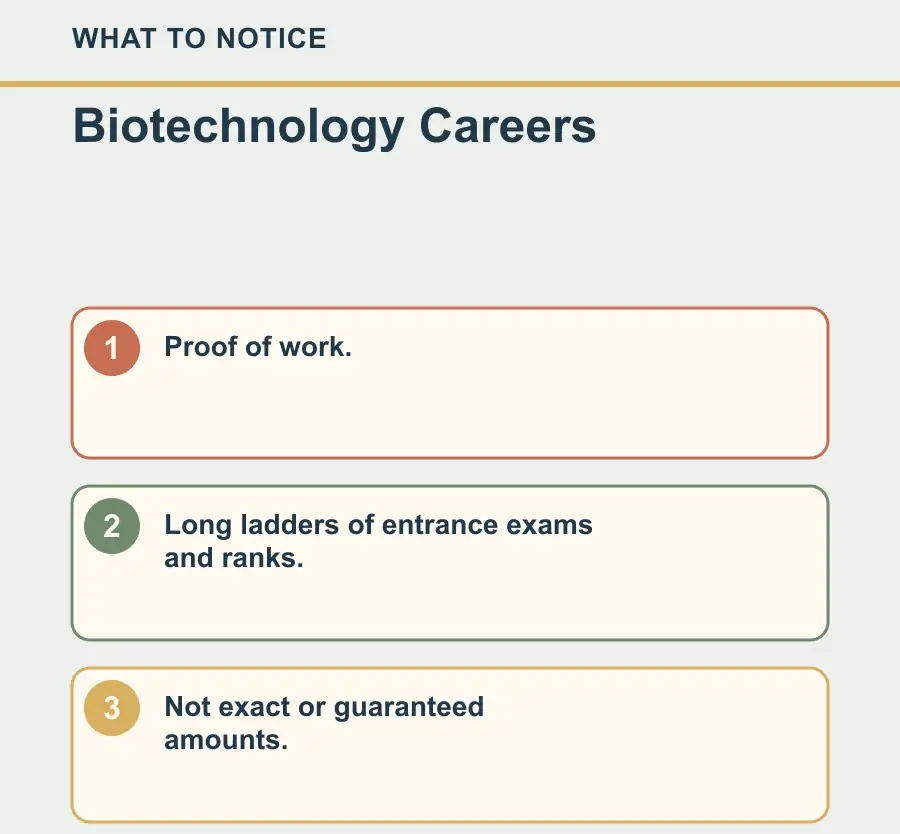 WHAT TO NOTICE
Biotechnology Careers
1
Proof of work.
2
Long ladders of entrance exams
and ranks.
3
Not exact or guaranteed
amounts.